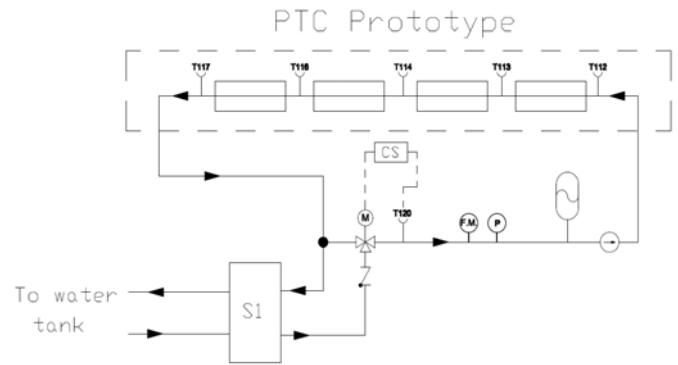 PTC Prototype
T117 T116 T114 T113 T112
CS
M T120 F.M. P
To water
tank
S1